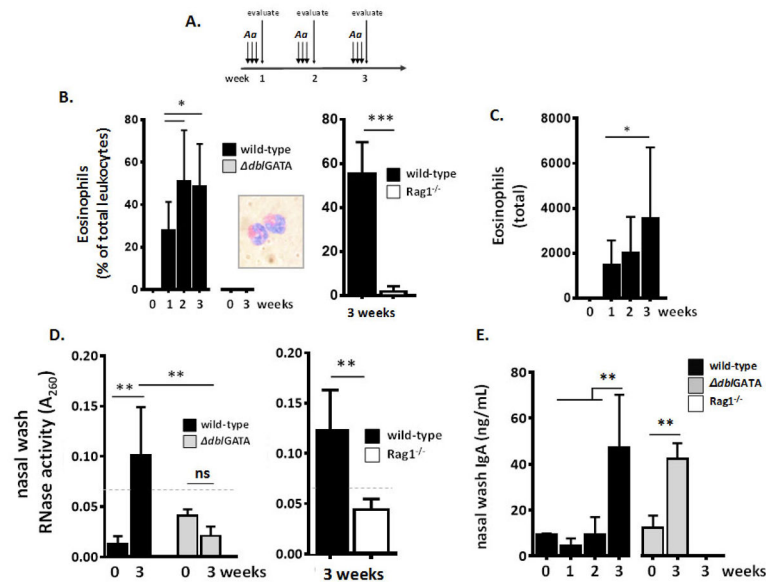 A.
evaluate evaluate evaluate
Aa Aa Aa
week 1 2 3
B.
Eosinophils
(% of total leukocytes)
80
60
40
20
0
*
wild-type
ΔdblGATA
0 1 2 3 0 3 weeks
80
60
40
20
0
***
wild-type
Rag1-/-
3 weeks
C.
Eosinophils
(total)
8000
6000
4000
2000
0
*
0 1 2 3 weeks
D.
nasal wash
RNase activity (A260)
0.20
0.15
0.10
0.05
0.00
** **
wild-type
ΔdblGATA
ns
0 3 0 3 weeks
0.20
0.15
0.10
0.05
0.00
**
wild-type
Rag1-/-
3 weeks
E.
nasal wash IgA (ng/mL)
80
60
40
20
0
**
**
wild-type
ΔdblGATA
Rag1-/-
0 1 2 3 0 3 3 weeks